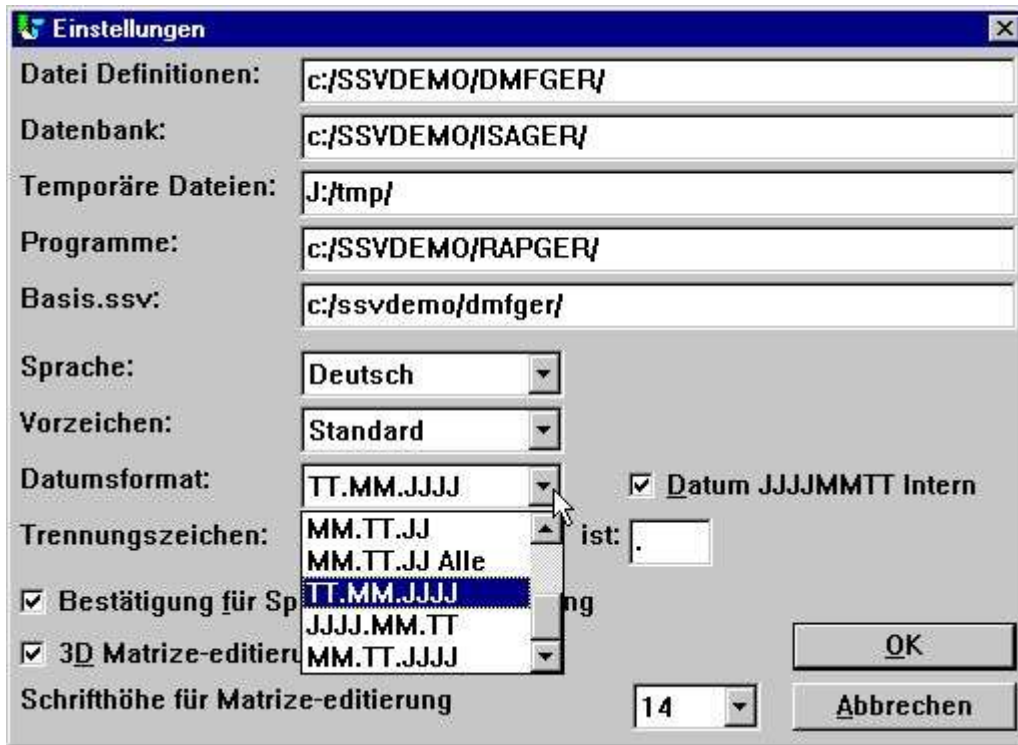 Einstellungen
Datei Definitionen: c:/SSVDEMO/DMFGER/
Datenbank: c:/SSVDEMO/ISAGER/
Temporäre Dateien: J:/tmp/
Programme: c:/SSVDEMO/RAPGER/
Basis.ssv: c:/ssvdemo/dmfger/
Sprache: Deutsch
Vorzeichen: Standard
Datumsformat: TT.MM.JJJJ Datum JJJJMMTT Intern
Trennungszeichen: MM.TT.JJ ist: .
MM.TT.JJ Alle
Bestätigung für Sp TT.MM.JJJJ ng
JJJJ.MM.TT
3D Matrize-editieru MM.TT.JJJJ OK
Schrifthöhe für Matrize-editierung 14 Abbrechen